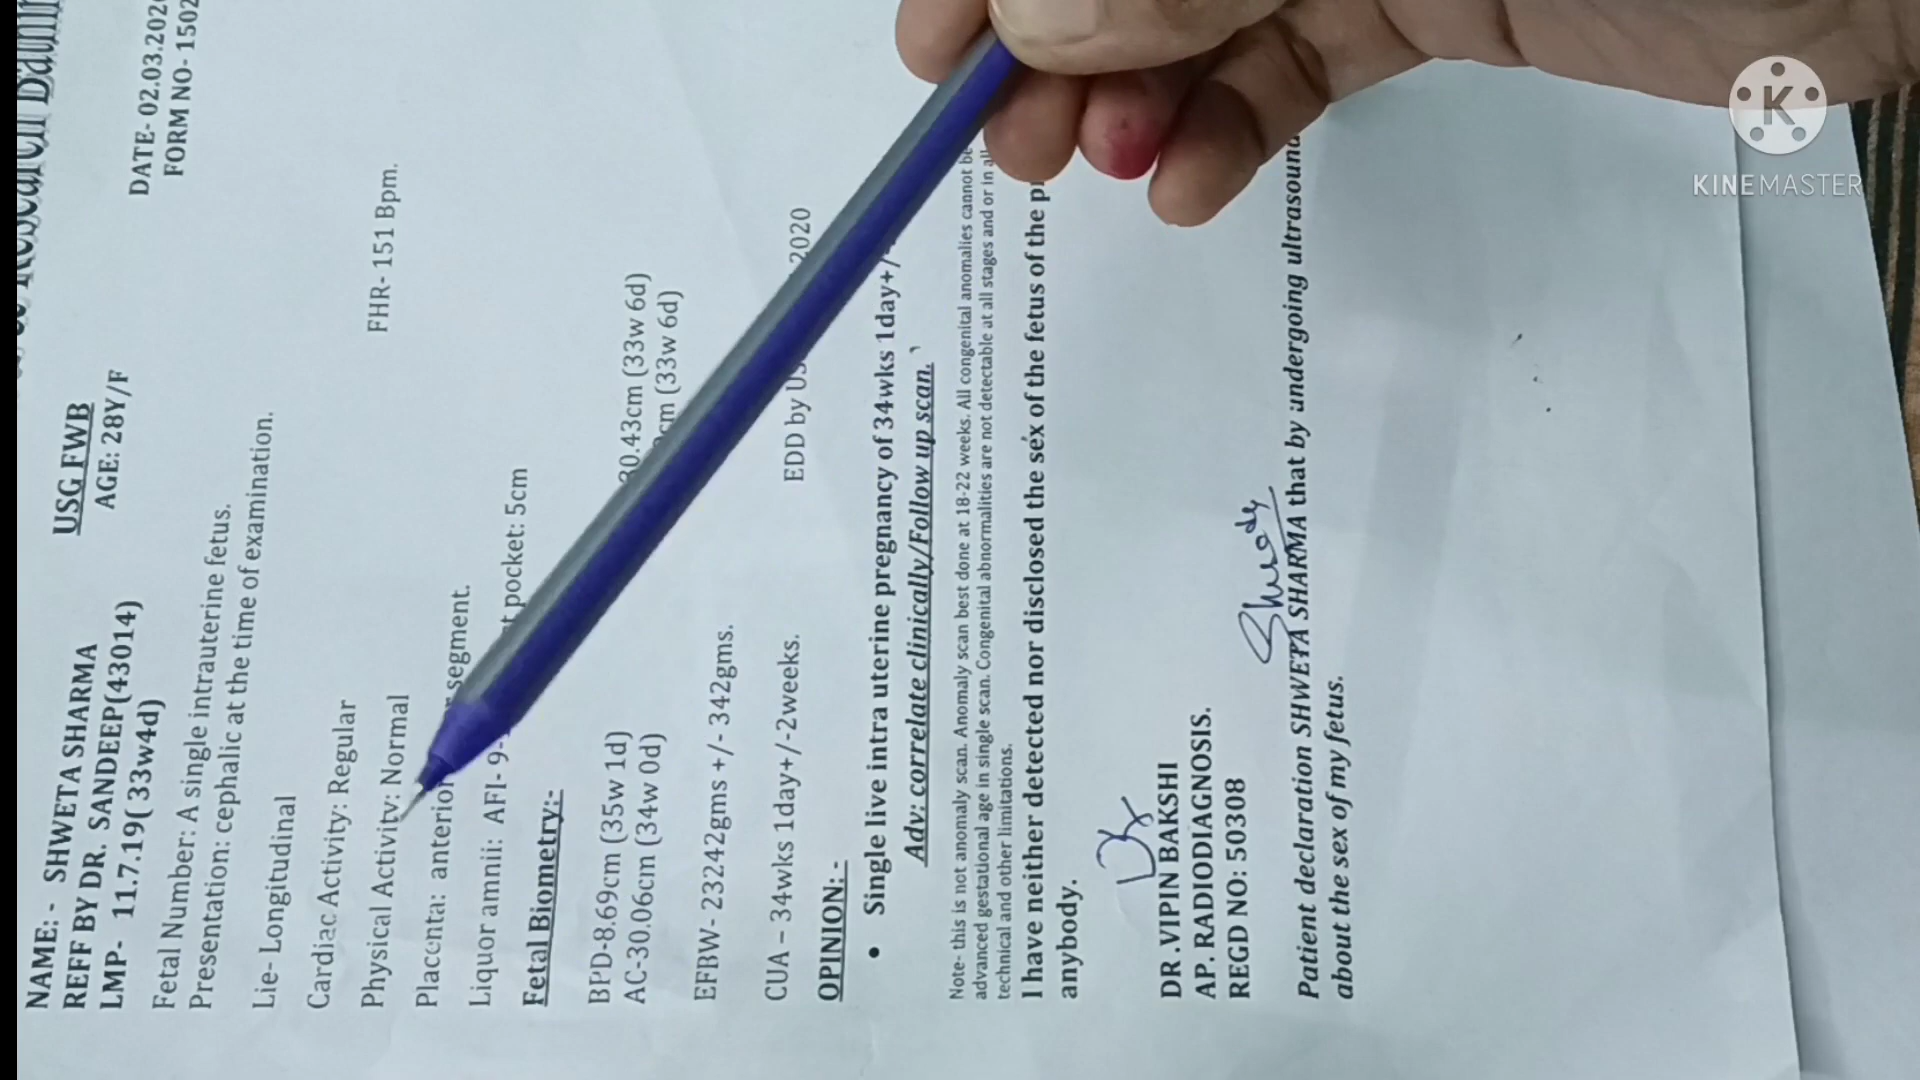 DATE- 02.03.202
FORM NO- 1502
NAME: - SHWETA SHARMA USG FWB
REFF BY DR. SANDEEP(43014) AGE: 28Y/F
LMP- 11.7.19( 33w4d)
Fetal Number: A single intrauterine fetus.
Presentation: cephalic at the time of examination.
Lie- Longitudinal
Cardiac Activity: Regular FHR- 151 Bpm.
Physical Activity: Normal
Placenta: anterior segment.
Liquor amnii: AFI- 9- pocket: 5cm
Fetal Biometry:-
BPD-8.69cm (35w 1d) 30.43cm (33w 6d)
AC-30.06cm (34w 0d) cm (33w 6d)
EFBW- 23242gms +/- 342gms.
CUA – 34wks 1day+/-2weeks. EDD by 2020
OPINION: -
• Single live intra uterine pregnancy of 34wks 1day+/
Adv: correlate clinically/Follow up scan.
Note- this is not anomaly scan. Anomaly scan best done at 18-22 weeks. All congenital anomalies cannot be
advanced gestational age in single scan. Congenital abnormalities are not detectable at all stages and or in all
technical and other limitations.
I have neither detected nor disclosed the sex of the fetus of the
anybody.
DR .VIPIN BAKSHI
AP. RADIODIAGNOSIS.
REGD NO: 50308
Patient declaration SHWETA SHARMA that by undergoing ultrasound
about the sex of my fetus.
K
KINEMASTER